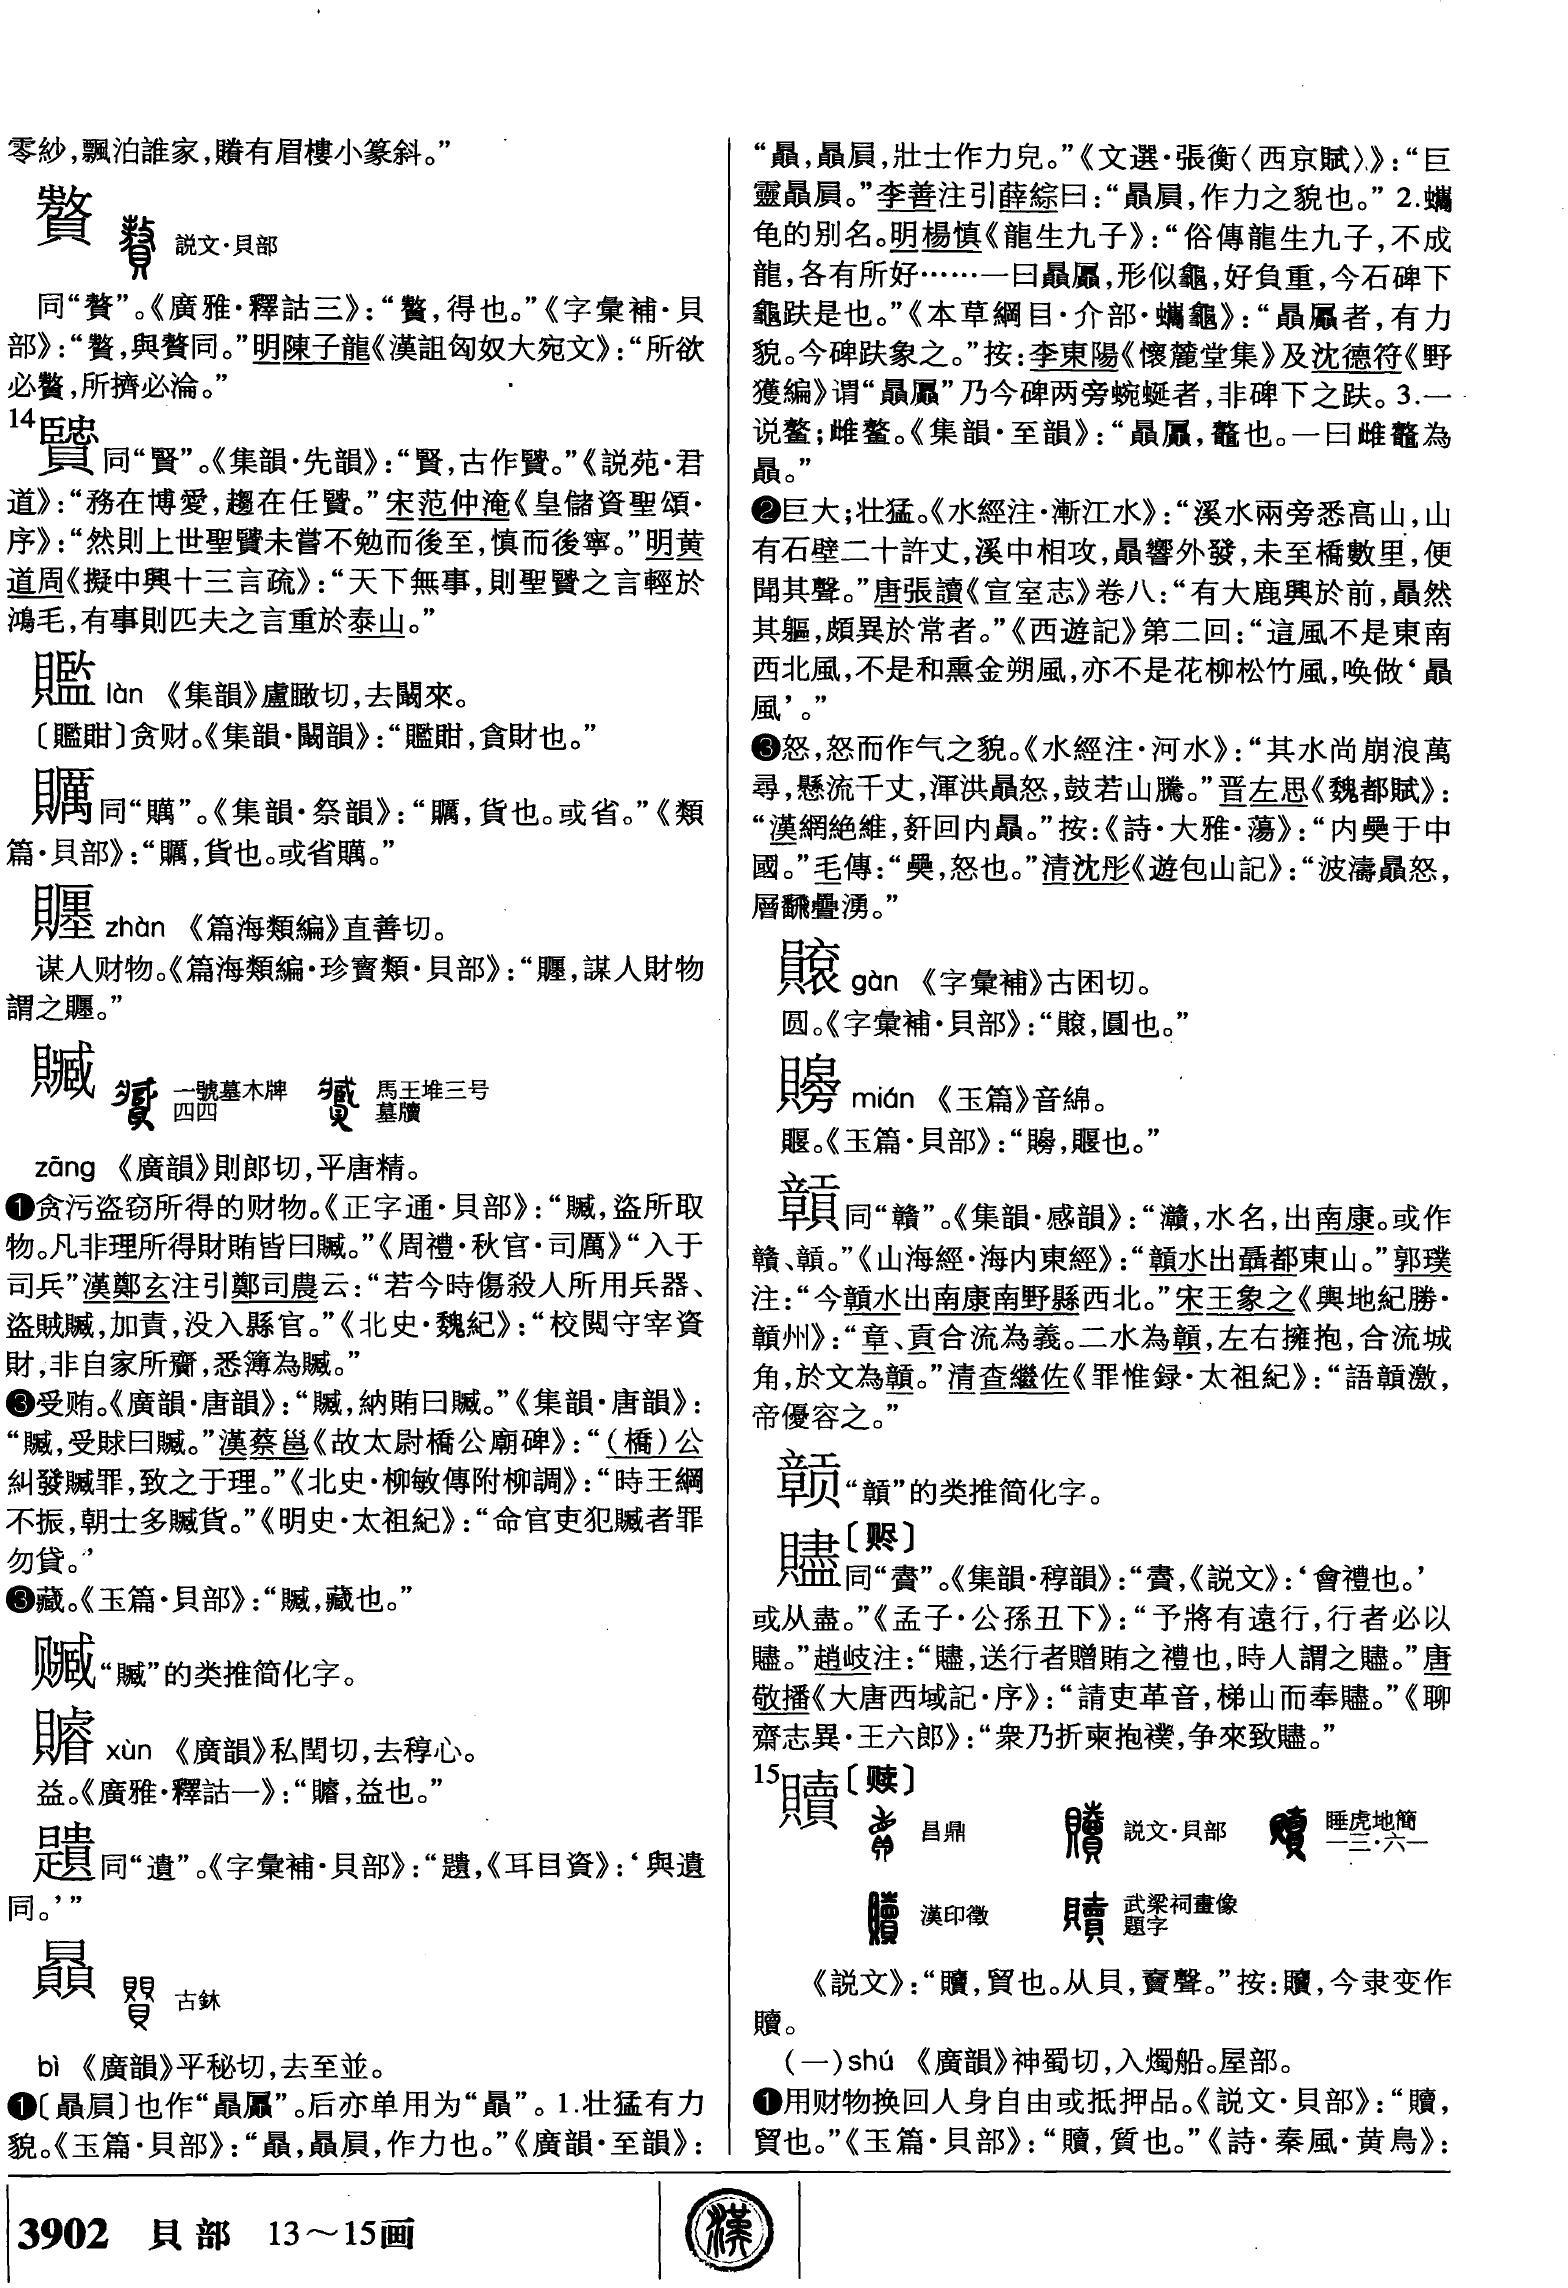 零紗，飄泊誰家，賸有眉樓小篆斜。”
贅
説文·貝部
同“贅”。《廣雅·釋詁三》：“贅，得也。”《字彙補·貝
部》：“贅，與贅同。”明陳子龍《漢詛匈奴大宛文》：“所欲
必贅，所擠必淪。”
14
贒同“賢”。《集韻·先韻》：“賢，古作贒。”《説苑·君
道》：“務在博愛，趨在任贒。”宋范仲淹《皇儲資聖頌·
序》：“然則上世聖贒未嘗不勉而後至，慎而後寧。”明黄
道周《擬中興十三言疏》：“天下無事，則聖贒之言輕於
鴻毛，有事則匹夫之言重於泰山。”
㔋làn 《集韻》盧瞰切，去闞來。
貪财。《集韻·闞韻》：“貪財也。”
同“”。《集韻·祭韻》：“，貨也。或省。”《類
篇·貝部》：“，貨也。或省。”
zhàn 《篇海類編》直善切。
谋人财物。《篇海類編·珍寶類·貝部》：“，謀人財物
謂之。”
贓
一號墓木牌
四四
馬王堆三号
墓牘
zāng 《廣韻》則郎切，平唐精。
❶贪污盗窃所得的财物。《正字通·貝部》：“贓，盜所取
物。凡非理所得財賄皆曰贓。”《周禮·秋官·司厲》“入于
司兵”漢鄭玄注引鄭司農云：“若今時傷殺人所用兵器、
盜賊贓，加責，没入縣官。”《北史·魏紀》：“校閲守宰資
財，非自家所齎，悉簿為贓。”
❸受贿。《廣韻·唐韻》：“贓，納賄曰贓。”《集韻·唐韻》：
“贓，受賕曰贓。”漢蔡邕《故太尉橋公廟碑》：“（橋）公
糾發贓罪，致之于理。”《北史·柳敏傳附柳調》：“時王綱
不振，朝士多贓貨。”《明史·太祖紀》：“命官吏犯贓者罪
勿貸。’
❸藏。《玉篇·貝部》：“贓，藏也。”
“贓”的类推简化字。
xùn 《廣韻》私閏切，去稕心。
益。《廣雅·釋詁一》：“，益也。”
同“遺”。《字彙補·貝部》：“，《耳目資》：‘與遺
同。’”
贔
古鉥
bì 《廣韻》平秘切，去至並。
❶〔贔屓〕也作“贔屭”。后亦单用为“贔”。1.壮猛有力
貌。《玉篇·貝部》：“贔，贔屓，作力也。”《廣韻·至韻》：
“贔，贔屓，壯士作力皃。”《文選·張衡〈西京賦〉》：“巨
靈贔屓。”李善注引薛綜曰：“贔屓，作力之貌也。”2.蠵
龟的别名。明楊慎《龍生九子》：“俗傳龍生九子，不成
龍，各有所好……一曰贔屭，形似龜，好負重，今石碑下
龜趺是也。”《本草綱目·介部·蠵龜》：“贔屭者，有力
貌。今碑趺象之。”按：李東陽《懷麓堂集》及沈德符《野
獲編》谓“贔屭”乃今碑两旁蜿蜒者，非碑下之趺。3.一
说鳌；雌鳌。《集韻·至韻》：“贔屭，鼇也。一曰雌鼇為
贔。”
❷巨大；壮猛。《水經注·漸江水》：“溪水兩旁悉高山，山
有石壁二十許丈，溪中相攻，贔響外發，未至橋數里，便
聞其聲。”唐張讀《宣室志》卷八：“有大鹿興於前，贔然
其軀，頗異於常者。”《西遊記》第二回：“這風不是東南
西北風，不是和熏金朔風，亦不是花柳松竹風，唤做‘贔
風’。”
❸怒，怒而作气之貌。《水經注·河水》：“其水尚崩浪萬
尋，懸流千丈，渾洪贔怒，鼓若山騰。”晋左思《魏都賦》：
“漢網絶維，姧回内贔。”按：《詩·大雅·蕩》：“内奰于中
國。”毛傳：“奰，怒也。”清沈彤《遊包山記》：“波濤贔怒，
層飜疊湧。”
gàn 《字彙補》古困切。
圆。《字彙補·貝部》：“，圓也。”
mián 《玉篇》音綿。
賝。《玉篇·貝部》：“，也。”
贑同“贛”。《集韻·感韻》：“灨，水名，出南康。或作
贛、贑。”《山海經·海内東經》：“贑水出聶都東山。”郭璞
注：“今贑水出南康南野縣西北。”宋王象之《輿地紀勝·
贑州》：“章、貢合流為義。二水為贑，左右擁抱，合流城
角，於文為贑。”清查繼佐《罪惟録·太祖紀》：“語贑激，
帝優容之。”
“贑”的类推简化字。
贐〔赆〕
同“賮”。《集韻·稕韻》：“賮，《説文》：‘會禮也。’
或从盡。”《孟子·公孫丑下》：“予將有遠行，行者必以
贐。”趙岐注：“贐，送行者贈賄之禮也，時人謂之贐。”唐
敬播《大唐西域記·序》：“請吏革音，梯山而奉贐。”《聊
齋志異·王六郎》：“衆乃折柬抱襆，争來致贐。”
15
贖〔赎〕
昌鼎
説文·貝部
睡虎地簡
一三·六一
漢印徵
武梁祠畫像
題字
《説文》：“贖，貿也。从貝，𧶠聲。”按：贖，今隶变作
贖。
（一）shú 《廣韻》神蜀切，入燭船。屋部。
❶用财物换回人身自由或抵押品。《説文·貝部》：“贖，
貿也。”《玉篇·貝部》：“贖，質也。”《詩·秦風·黄鳥》：
3902 貝部 13～15画
漢